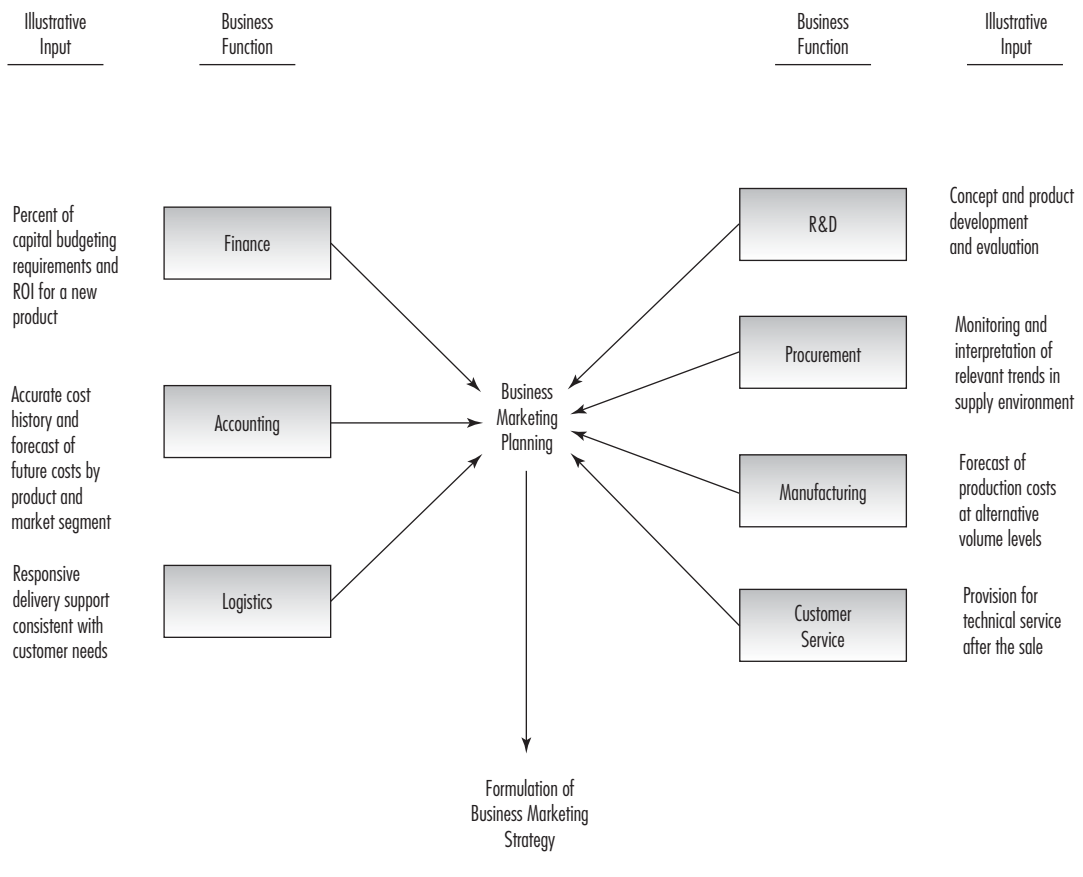 Illustrative
Input
Business
Function
Business
Function
Illustrative
Input
Percent of
capital budgeting
requirements and
ROI for a new
product
Finance
Accurate cost
history and
forecast of
future costs by
product and
market segment
Accounting
Responsive
delivery support
consistent with
customer needs
Logistics
Business
Marketing
Planning
Formulation of
Business Marketing
Strategy
R&D
Concept and product
development
and evaluation
Procurement
Monitoring and
interpretation of
relevant trends in
supply environment
Manufacturing
Forecast of
production costs
at alternative
volume levels
Customer
Service
Provision for
technical service
after the sale